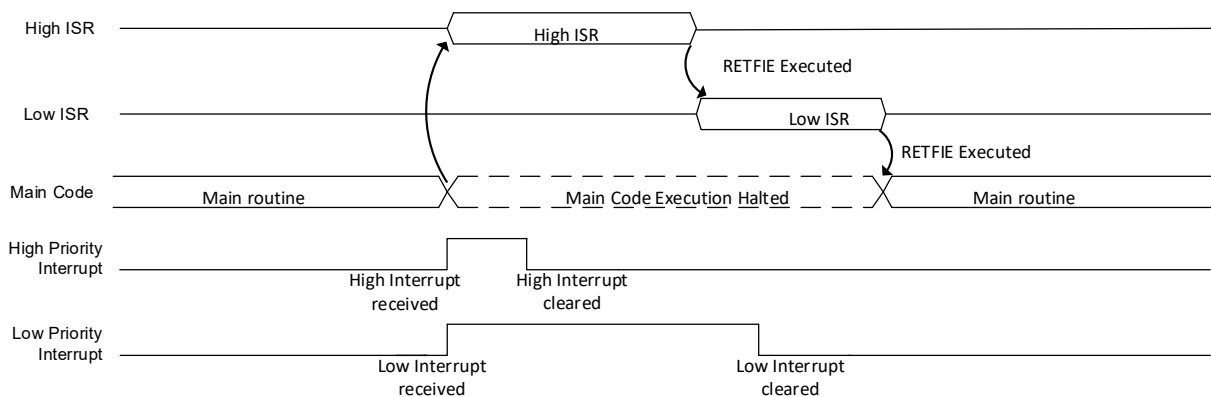 High ISR
High ISR
RETFIE Executed
Low ISR
Low ISR
RETFIE Executed
Main Code
Main routine
Main Code Execution Halted
Main routine
High Priority
Interrupt
High Interrupt
received
High Interrupt
cleared
Low Priority
Interrupt
Low Interrupt
received
Low Interrupt
cleared